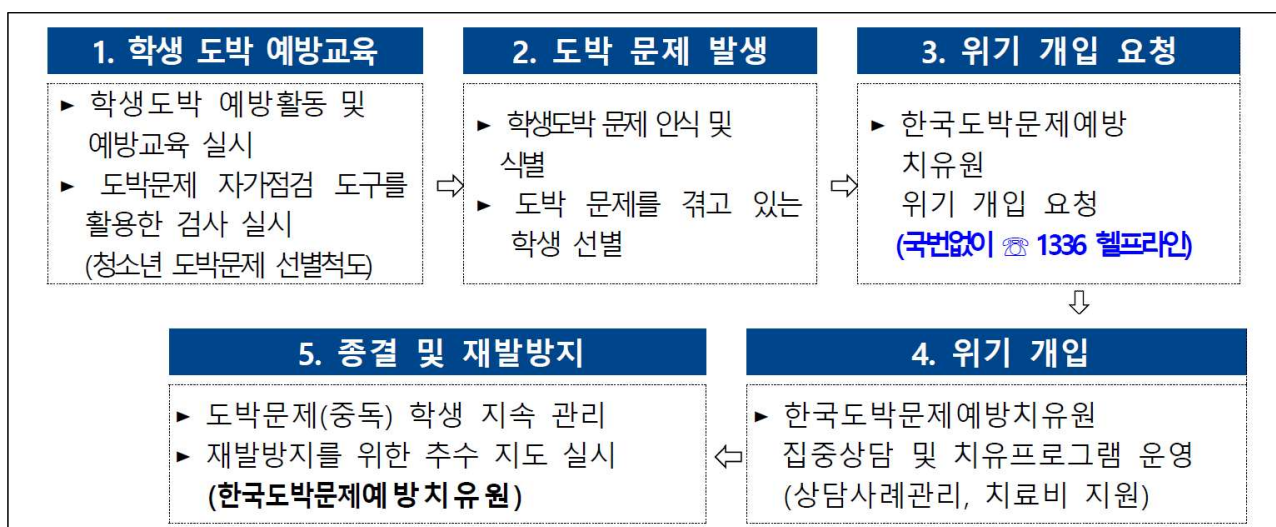 1. 학생 도박 예방교육
► 학생도박 예방활동 및
예방교육 실시
► 도박문제 자가점검 도구를
활용한 검사 실시
(청소년 도박문제 선별척도)
⇨
2. 도박 문제 발생
► 학생도박 문제 인식 및
식별
► 도박 문제를 겪고 있는
학생 선별
⇨
3. 위기 개입 요청
► 한국도박문제예방
치유원
위기 개입 요청
(국번없이 ☏ 1336 헬프라인)
⇩
4. 위기 개입
► 한국도박문제예방치유원
집중상담 및 치유프로그램 운영
(상담사례관리, 치료비 지원)
⇦
5. 종결 및 재발방지
► 도박문제(중독) 학생 지속 관리
► 재발방지를 위한 추수 지도 실시
(한국도박문제예방치유원)